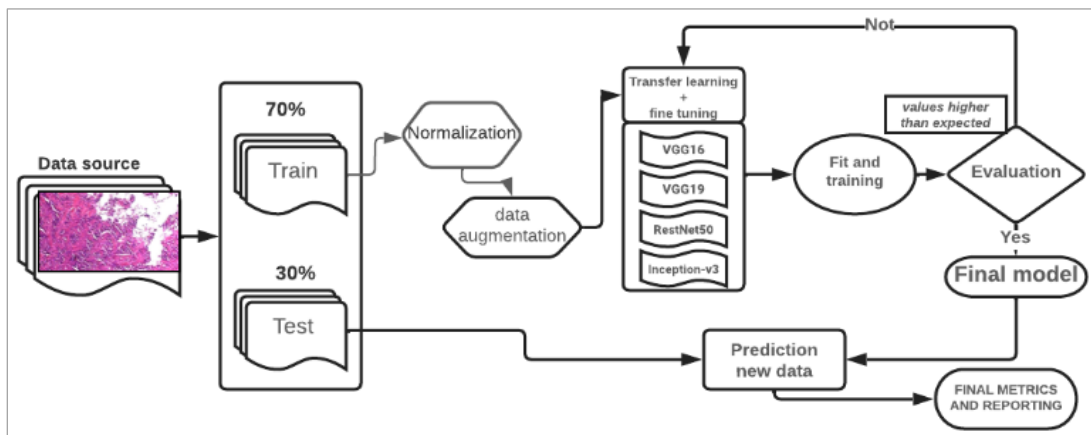 Not
Data source
70%
Train
30%
Test
Normalization
data
augmentation
Transfer learning
+
fine tuning
VGG16
VGG19
RestNet50
Inception-v3
Fit and
training
values higher
than expected
Evaluation
Yes
Final model
Prediction
new data
FINAL METRICS
AND REPORTING